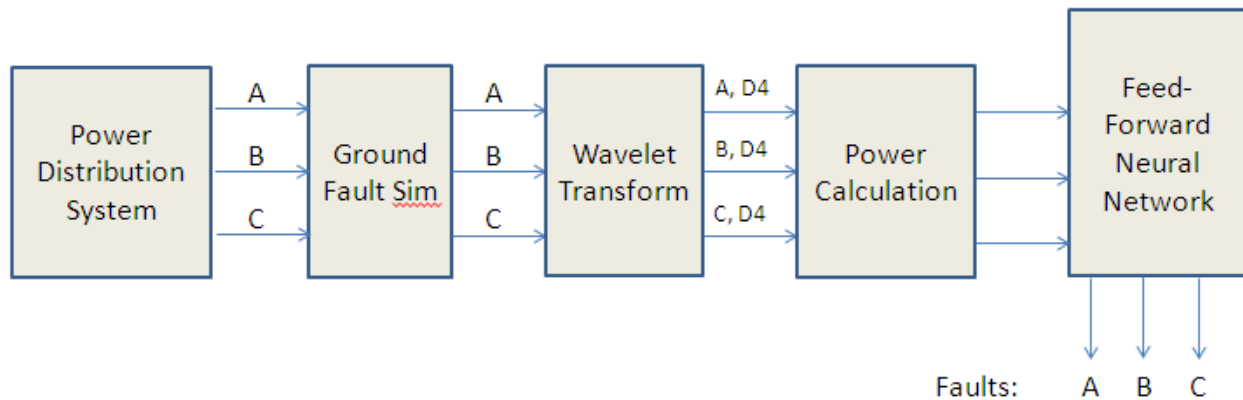 Power
Distribution
System
A
B
C
Ground
Fault Sim
A
B
C
Wavelet
Transform
A, D4
B, D4
C, D4
Power
Calculation
Feed-
Forward
Neural
Network
Faults: A B C